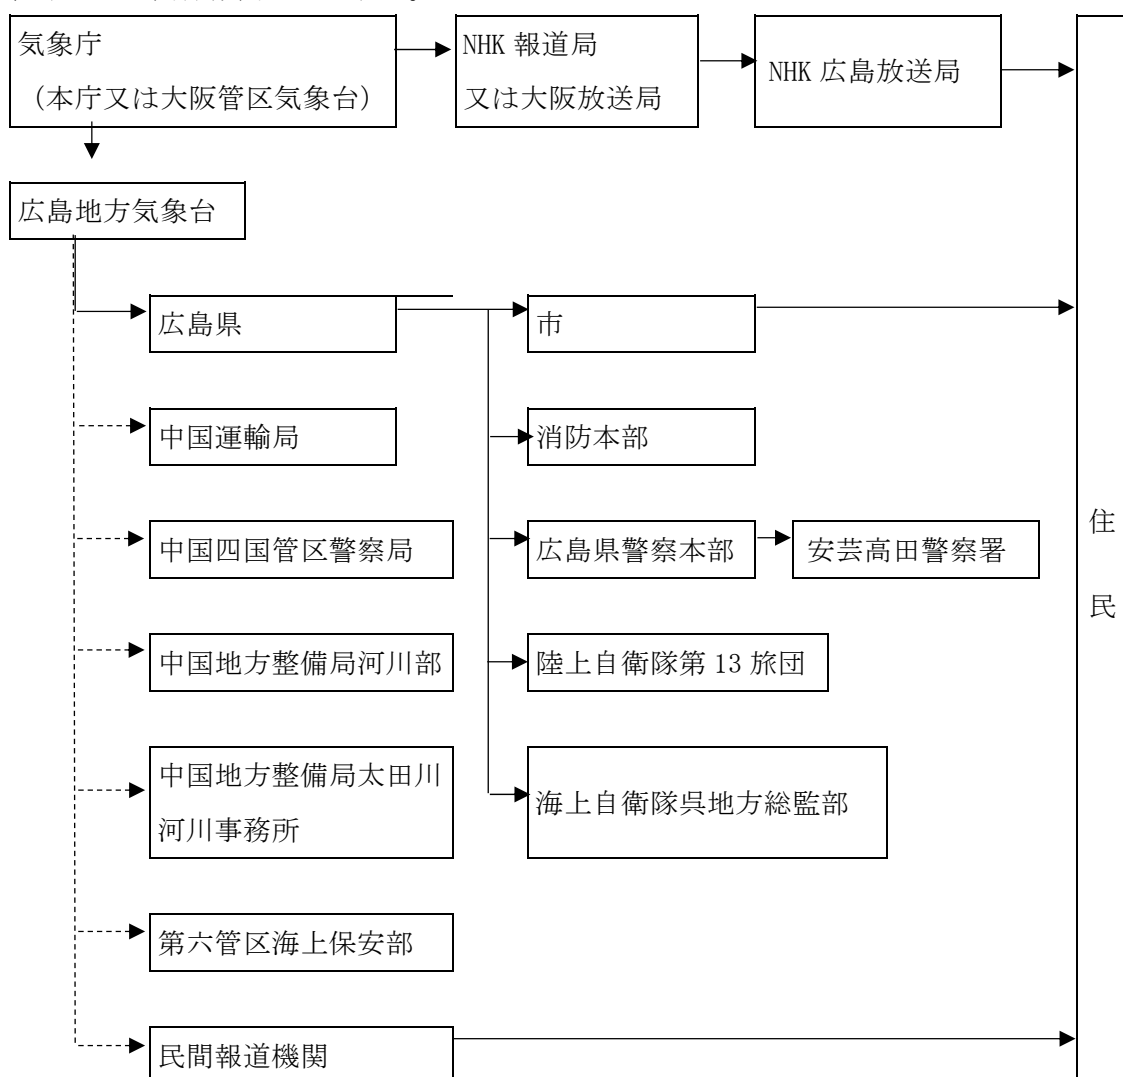 気象庁
（本庁又は大阪管区気象台）
NHK 報道局
又は大阪放送局
NHK 広島放送局
広島地方気象台
広島県
市
中国運輸局
消防本部
中国四国管区警察局
広島県警察本部
安芸高田警察署
住
民
中国地方整備局河川部
陸上自衛隊第 13 旅団
中国地方整備局太田川
河川事務所
海上自衛隊呉地方総監部
第六管区海上保安部
民間報道機関